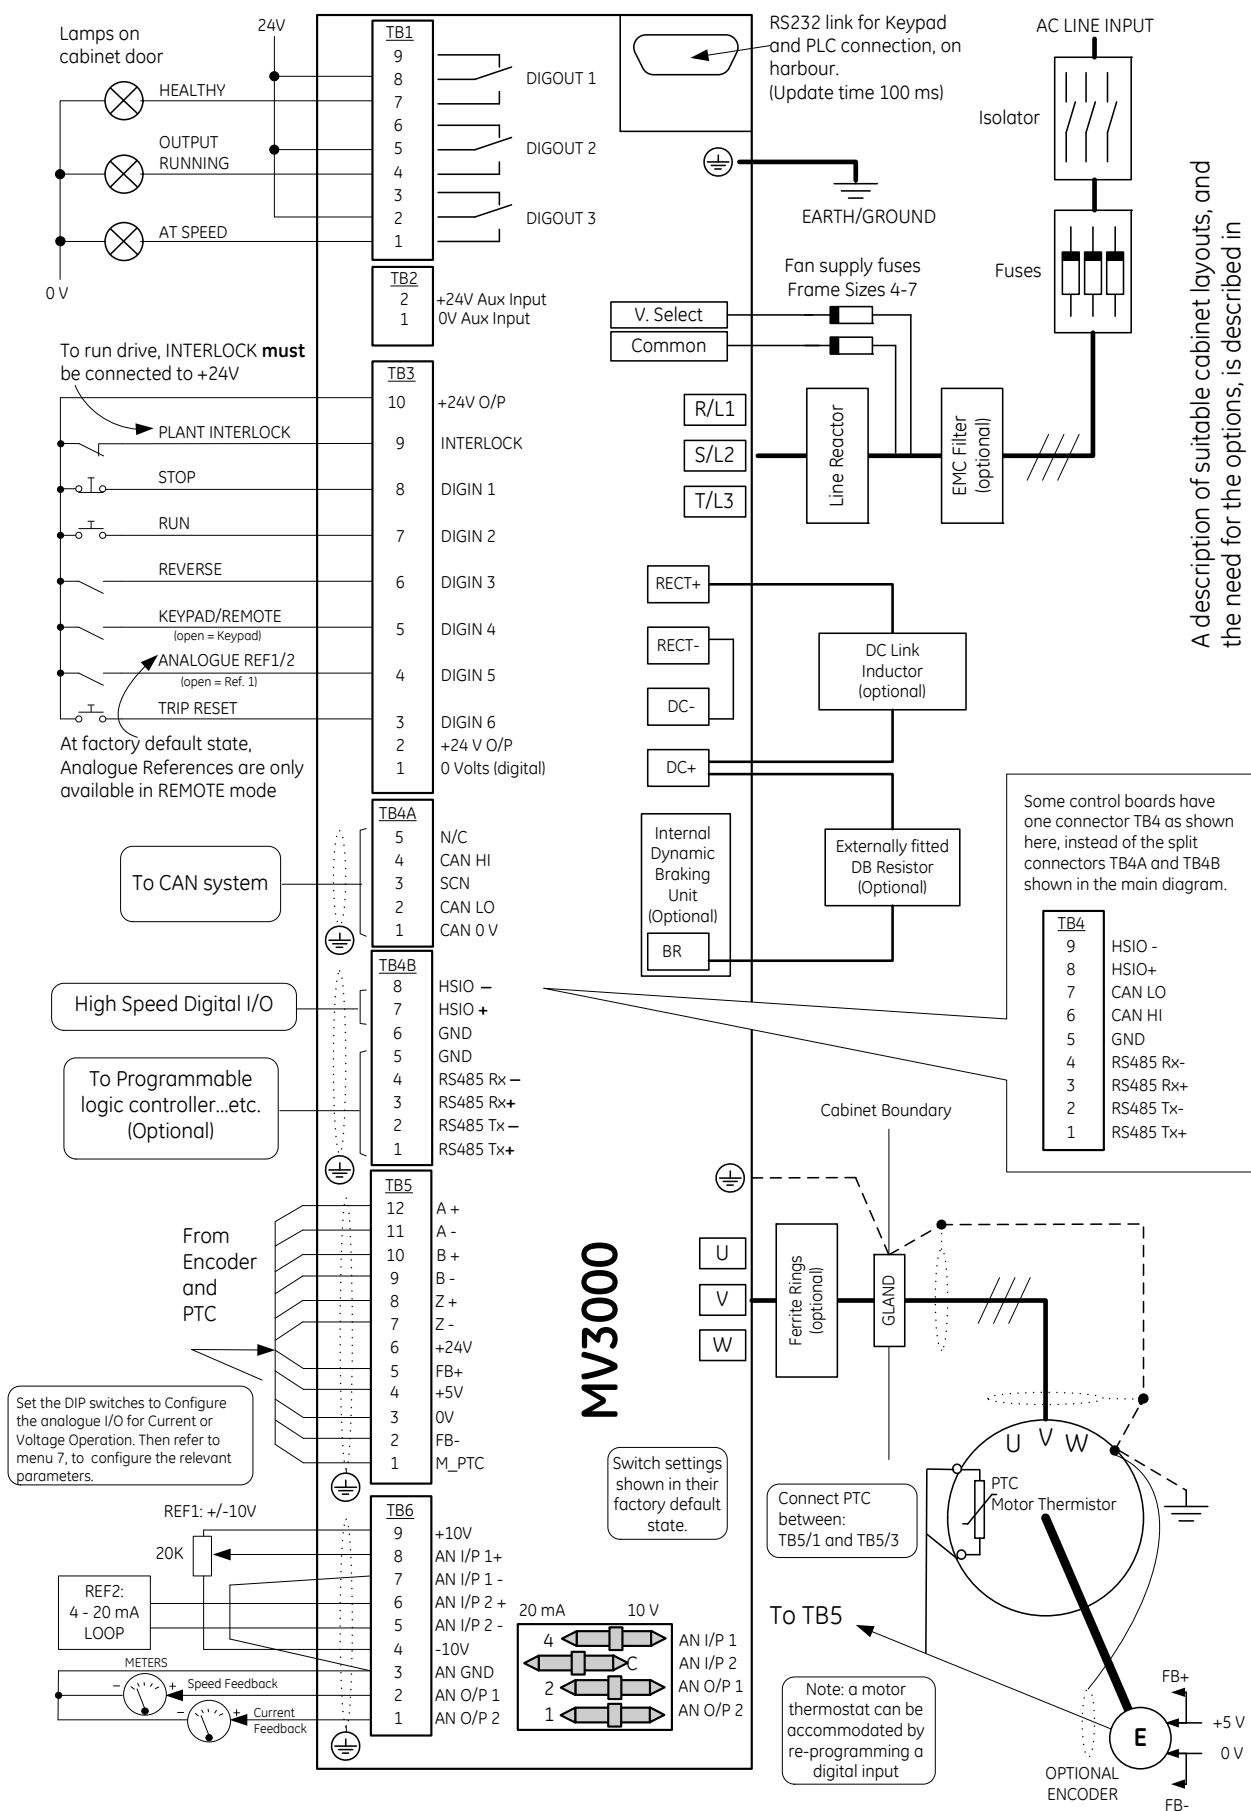 Lamps on
cabinet door
24V
HEALTHY
OUTPUT
RUNNING
AT SPEED
0 V
TB1
9
8
7
6
5
4
3
2
1
DIGOUT 1
DIGOUT 2
DIGOUT 3
TB2
2 +24V Aux Input
1 0V Aux Input
RS232 link for Keypad
and PLC connection, on
harbour.
(Update time 100 ms)
EARTH/GROUND
AC LINE INPUT
Isolator
Fuses
Fan supply fuses
Frame Sizes 4-7
V. Select
Common
R/L1
S/L2
T/L3
Line Reactor
EMC Filter
(optional)
A description of suitable cabinet layouts, and
the need for the options, is described in
To run drive, INTERLOCK must
be connected to +24V
PLANT INTERLOCK
STOP
RUN
REVERSE
KEYPAD/REMOTE
(open = Keypad)
ANALOGUE REF1/2
(open = Ref. 1)
TRIP RESET
At factory default state,
Analogue References are only
available in REMOTE mode
TB3
10 +24V O/P
9 INTERLOCK
8 DIGIN 1
7 DIGIN 2
6 DIGIN 3
5 DIGIN 4
4 DIGIN 5
3 DIGIN 6
2 +24 V O/P
1 0 Volts (digital)
RECT+
RECT-
DC-
DC+
DC Link
Inductor
(optional)
Internal
Dynamic
Braking
Unit
(Optional)
BR
Externally fitted
DB Resistor
(Optional)
To CAN system
TB4A
5 N/C
4 CAN HI
3 SCN
2 CAN LO
1 CAN 0 V
High Speed Digital I/O
To Programmable
logic controller...etc.
(Optional)
TB4B
8 HSIO –
7 HSIO +
6 GND
5 GND
4 RS485 Rx –
3 RS485 Rx+
2 RS485 Tx –
1 RS485 Tx+
Some control boards have
one connector TB4 as shown
here, instead of the split
connectors TB4A and TB4B
shown in the main diagram.
TB4
9 HSIO -
8 HSIO+
7 CAN LO
6 CAN HI
5 GND
4 RS485 Rx-
3 RS485 Rx+
2 RS485 Tx-
1 RS485 Tx+
From
Encoder
and
PTC
TB5
12 A +
11 A -
10 B +
9 B -
8 Z +
7 Z -
6 +24V
5 FB+
4 +5V
3 0V
2 FB-
1 M_PTC
Set the DIP switches to Configure
the analogue I/O for Current or
Voltage Operation. Then refer to
menu 7, to configure the relevant
parameters.
MV3000
Cabinet Boundary
U
V
W
Ferrite Rings
(optional)
GLAND
U V W
PTC
Motor Thermistor
Switch settings
shown in their
factory default
state.
Connect PTC
between:
TB5/1 and TB5/3
REF1: +/-10V
20K
REF2:
4 - 20 mA
LOOP
METERS
- +
Speed Feedback
- +
Current
Feedback
TB6
9 +10V
8 AN I/P 1+
7 AN I/P 1 -
6 AN I/P 2 +
5 AN I/P 2 -
4 -10V
3 AN GND
2 AN O/P 1
1 AN O/P 2
20 mA 10 V
4 AN I/P 1
C AN I/P 2
2 AN O/P 1
1 AN O/P 2
To TB5
Note: a motor
thermostat can be
accommodated by
re-programming a
digital input
E
OPTIONAL
ENCODER
FB+
+5 V
0 V
FB-